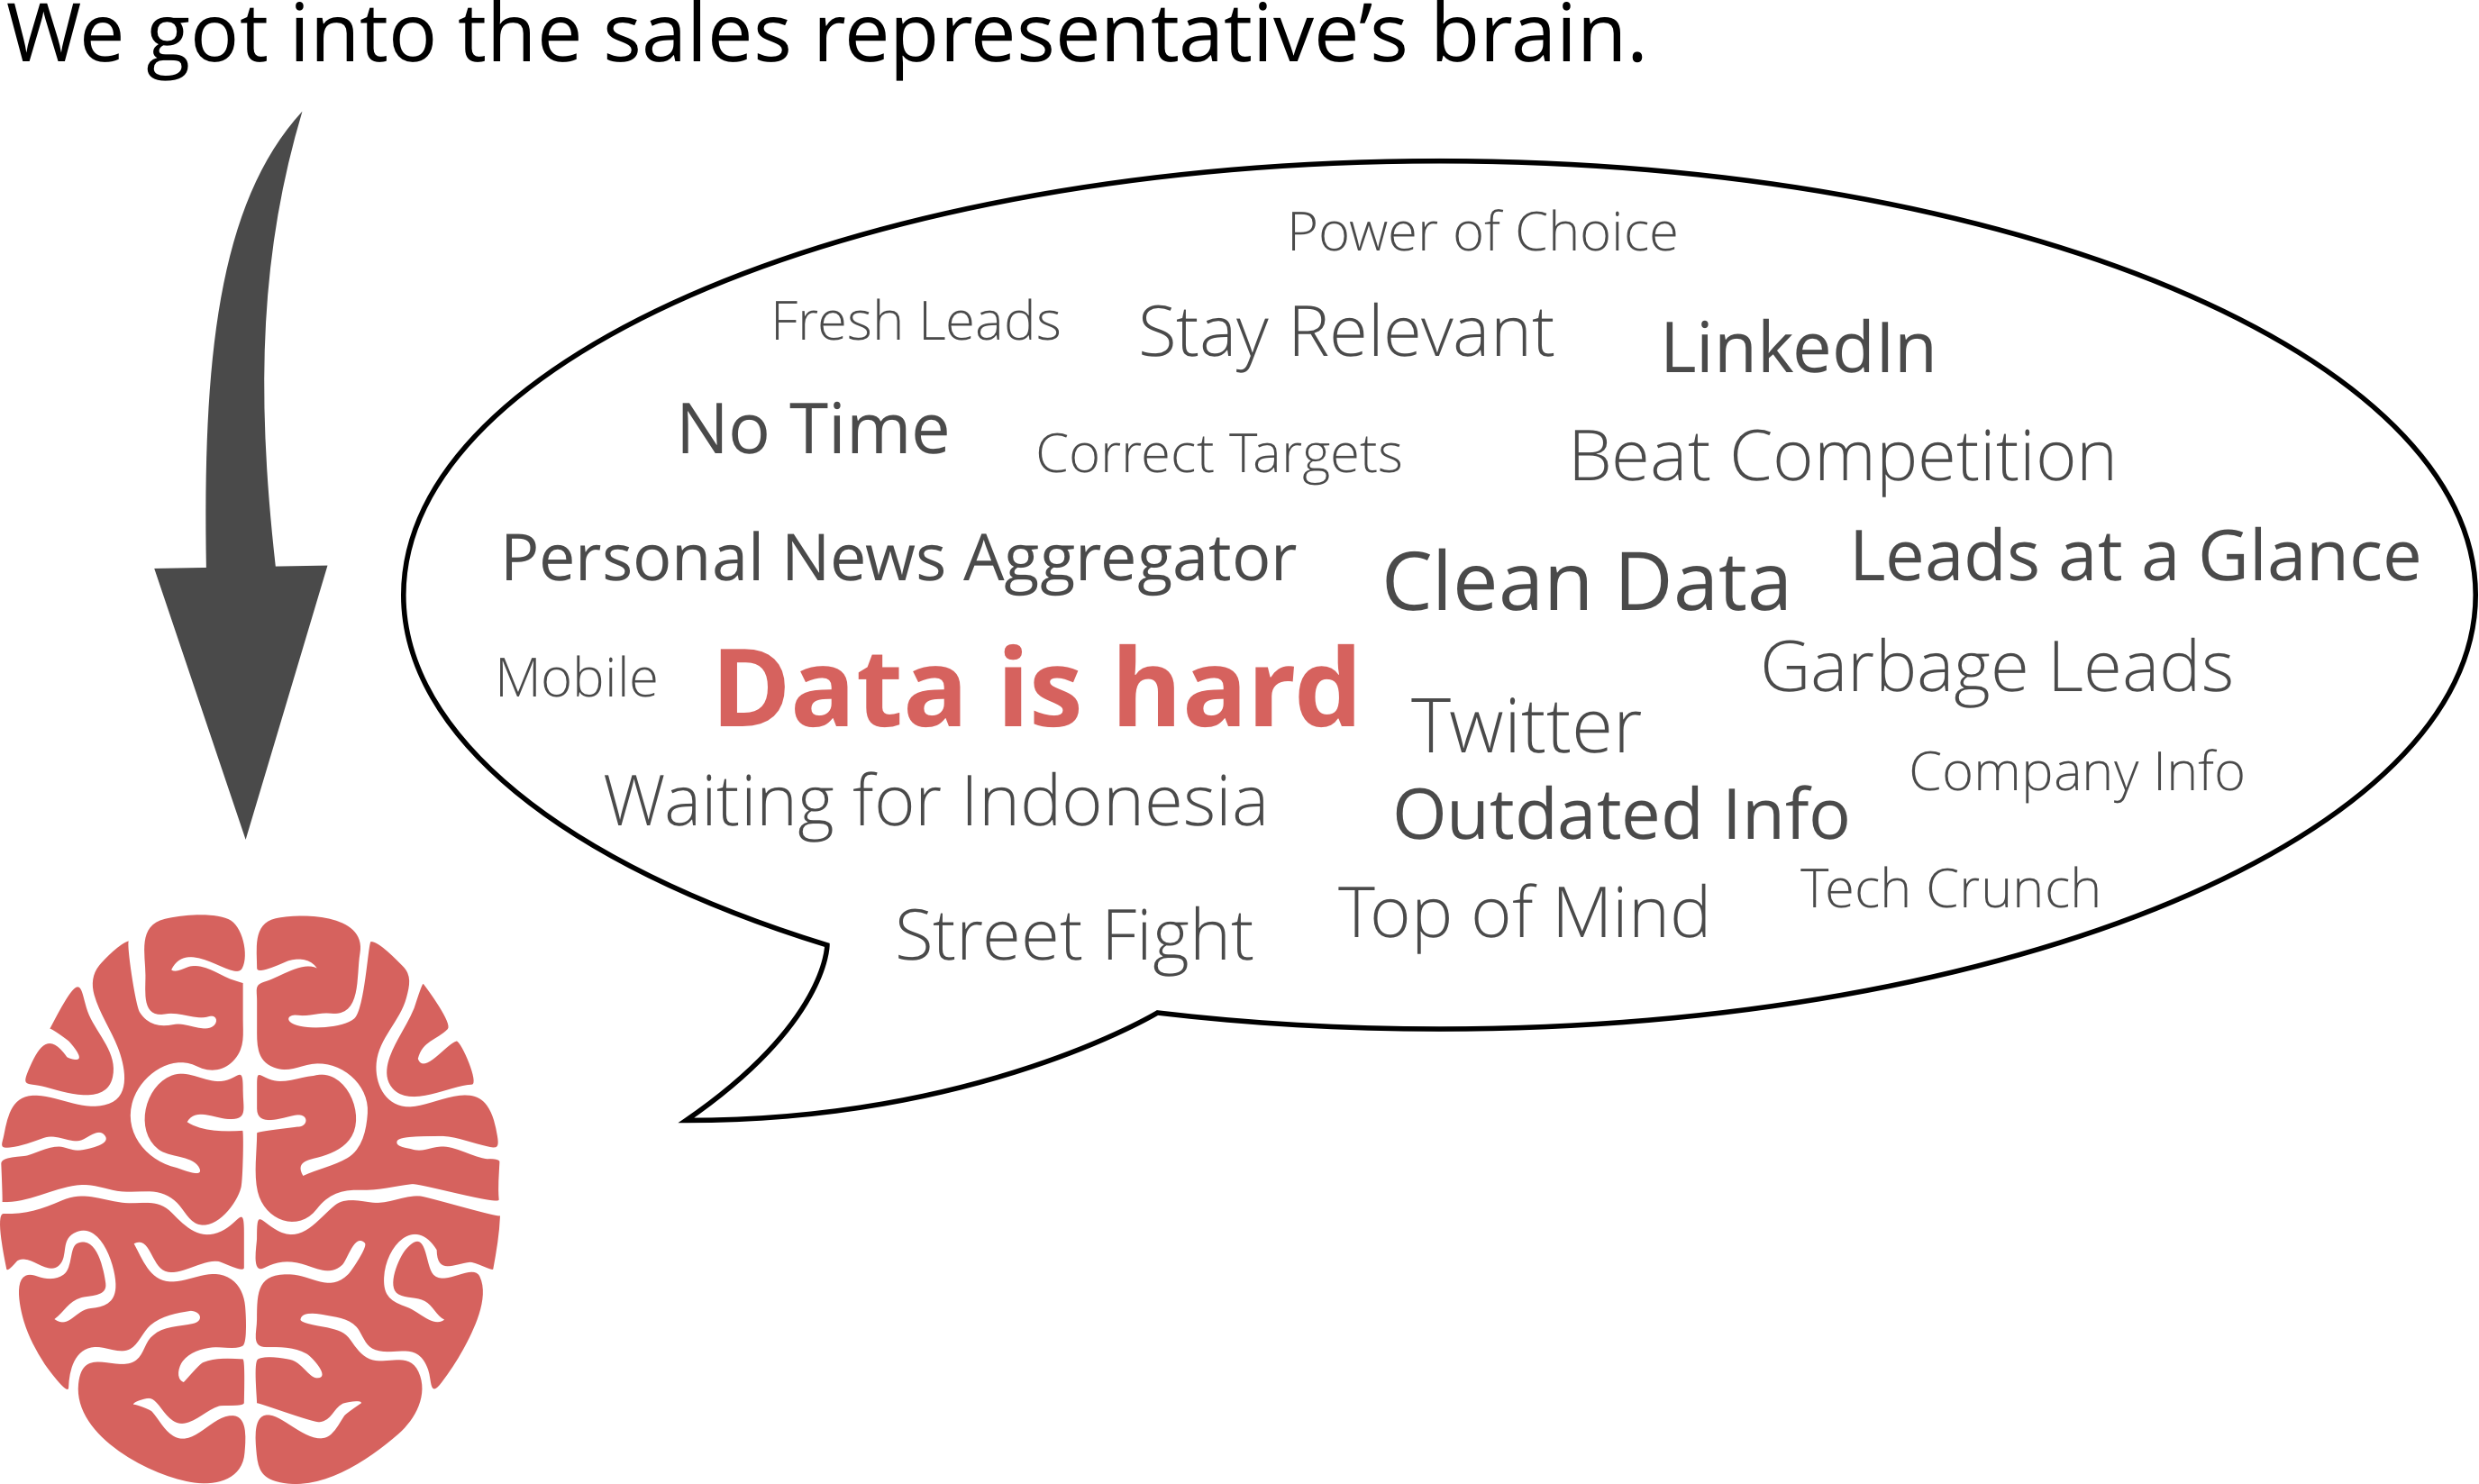 We got into the sales representative’s brain.
Power of Choice
Fresh Leads
Stay Relevant
LinkedIn
No Time
Correct Targets
Beat Competition
Personal News Aggregator
Clean Data
Leads at a Glance
Mobile
Data is hard
Twitter
Garbage Leads
Waiting for Indonesia
Outdated Info
Company Info
Street Fight
Top of Mind
Tech Crunch